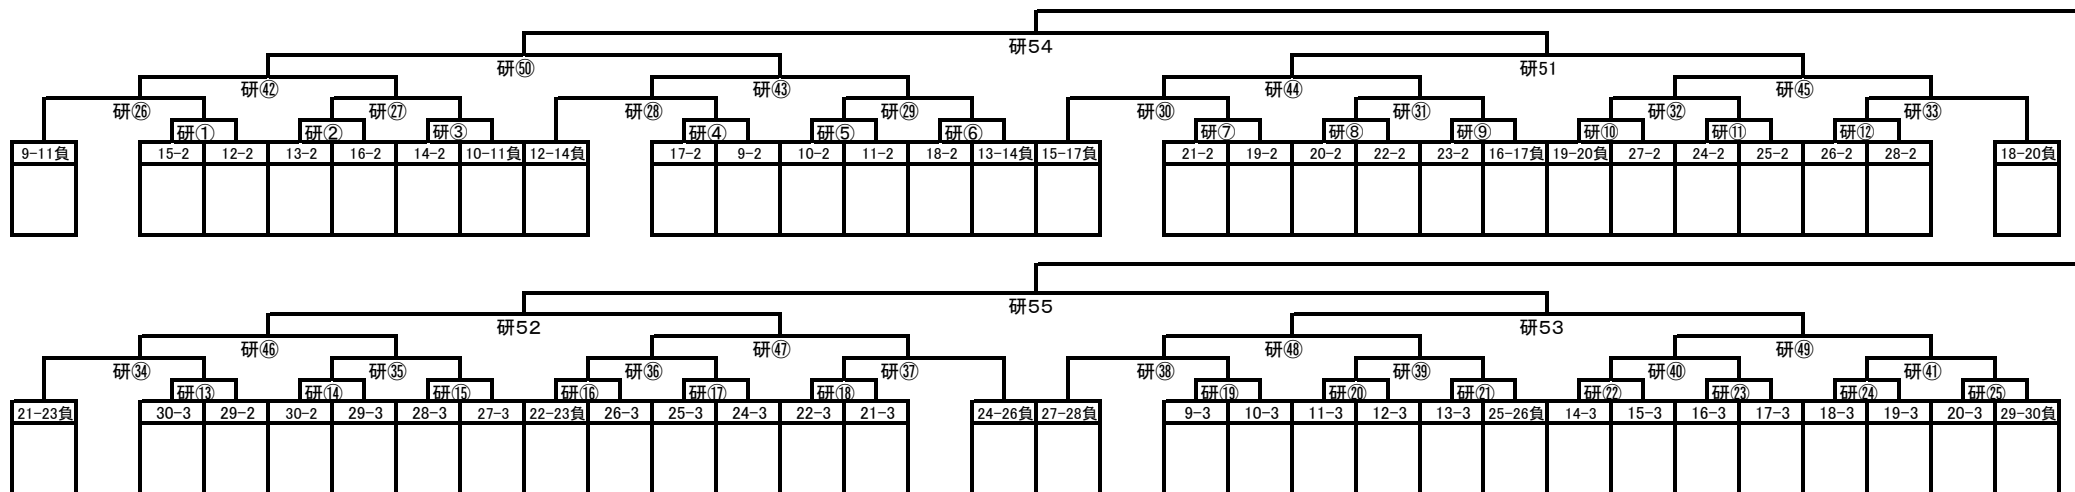 研54
研㊿ 研51
研㊷ 研㊸ 研㊹ 研㊺
研㉖ 研㉗ 研㉘ 研㉙ 研㉚ 研㉛ 研㉜ 研㉝
研① 研② 研③ 研④ 研⑤ 研⑥ 研⑦ 研⑧ 研⑨ 研⑩ 研⑪ 研⑫
9-11負 15-2 12-2 13-2 16-2 14-2 10-11負 12-14負 17-2 9-2 10-2 11-2 18-2 13-14負 15-17負 21-2 19-2 20-2 22-2 23-2 16-17負 19-20負 27-2 24-2 25-2 26-2 28-2 18-20負
研55
研52 研53
研㊻ 研㊼ 研㊽ 研㊾
研㉞ 研㉟ 研㊱ 研㊲ 研㊳ 研㊴ 研㊵ 研㊶
研⑬ 研⑭ 研⑮ 研⑯ 研⑰ 研⑱ 研⑲ 研⑳ 研㉑ 研㉒ 研㉓ 研㉔ 研㉕
21-23負 30-3 29-2 30-2 29-3 28-3 27-3 22-23負 26-3 25-3 24-3 22-3 21-3 24-26負 27-28負 9-3 10-3 11-3 12-3 13-3 25-26負 14-3 15-3 16-3 17-3 18-3 19-3 20-3 29-30負